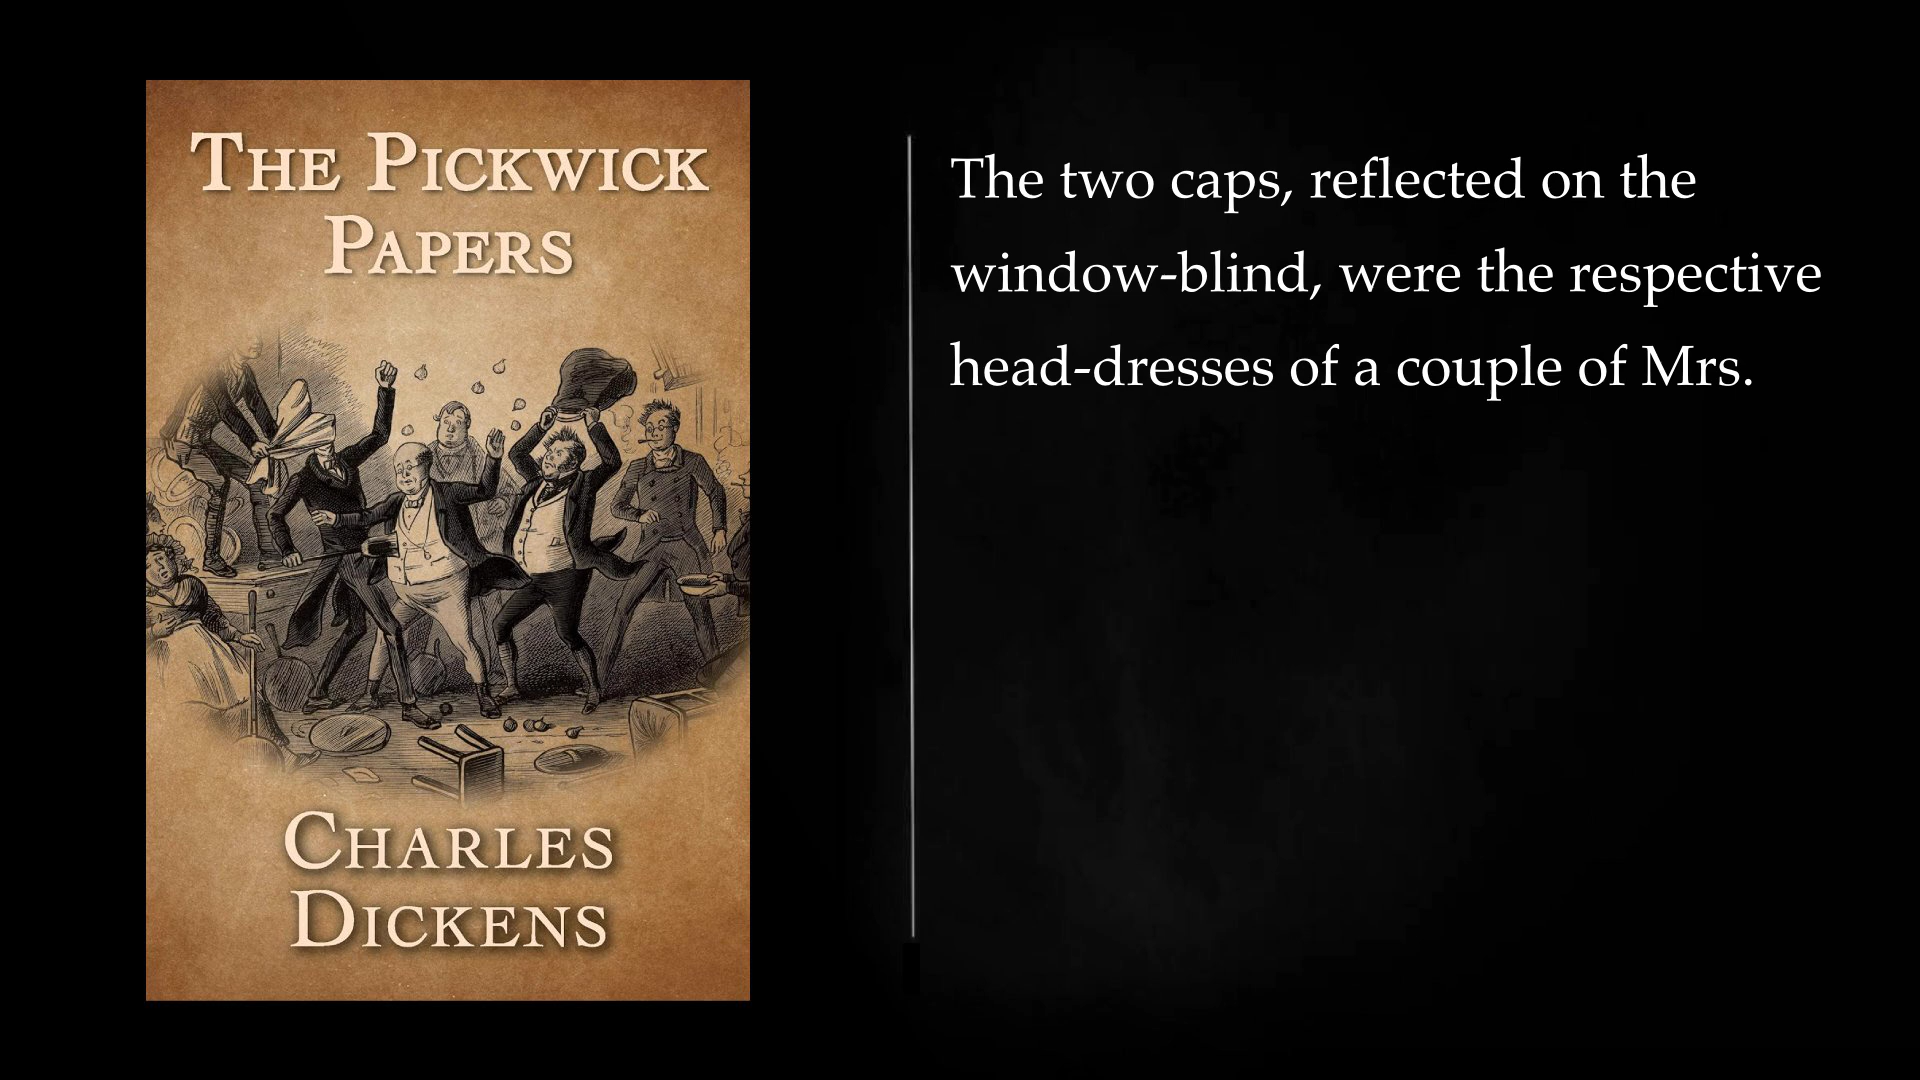 THE PICKWICK
PAPERS
CHARLES
DICKENS
The two caps, reflected on the
window-blind, were the respective
head-dresses of a couple of Mrs.